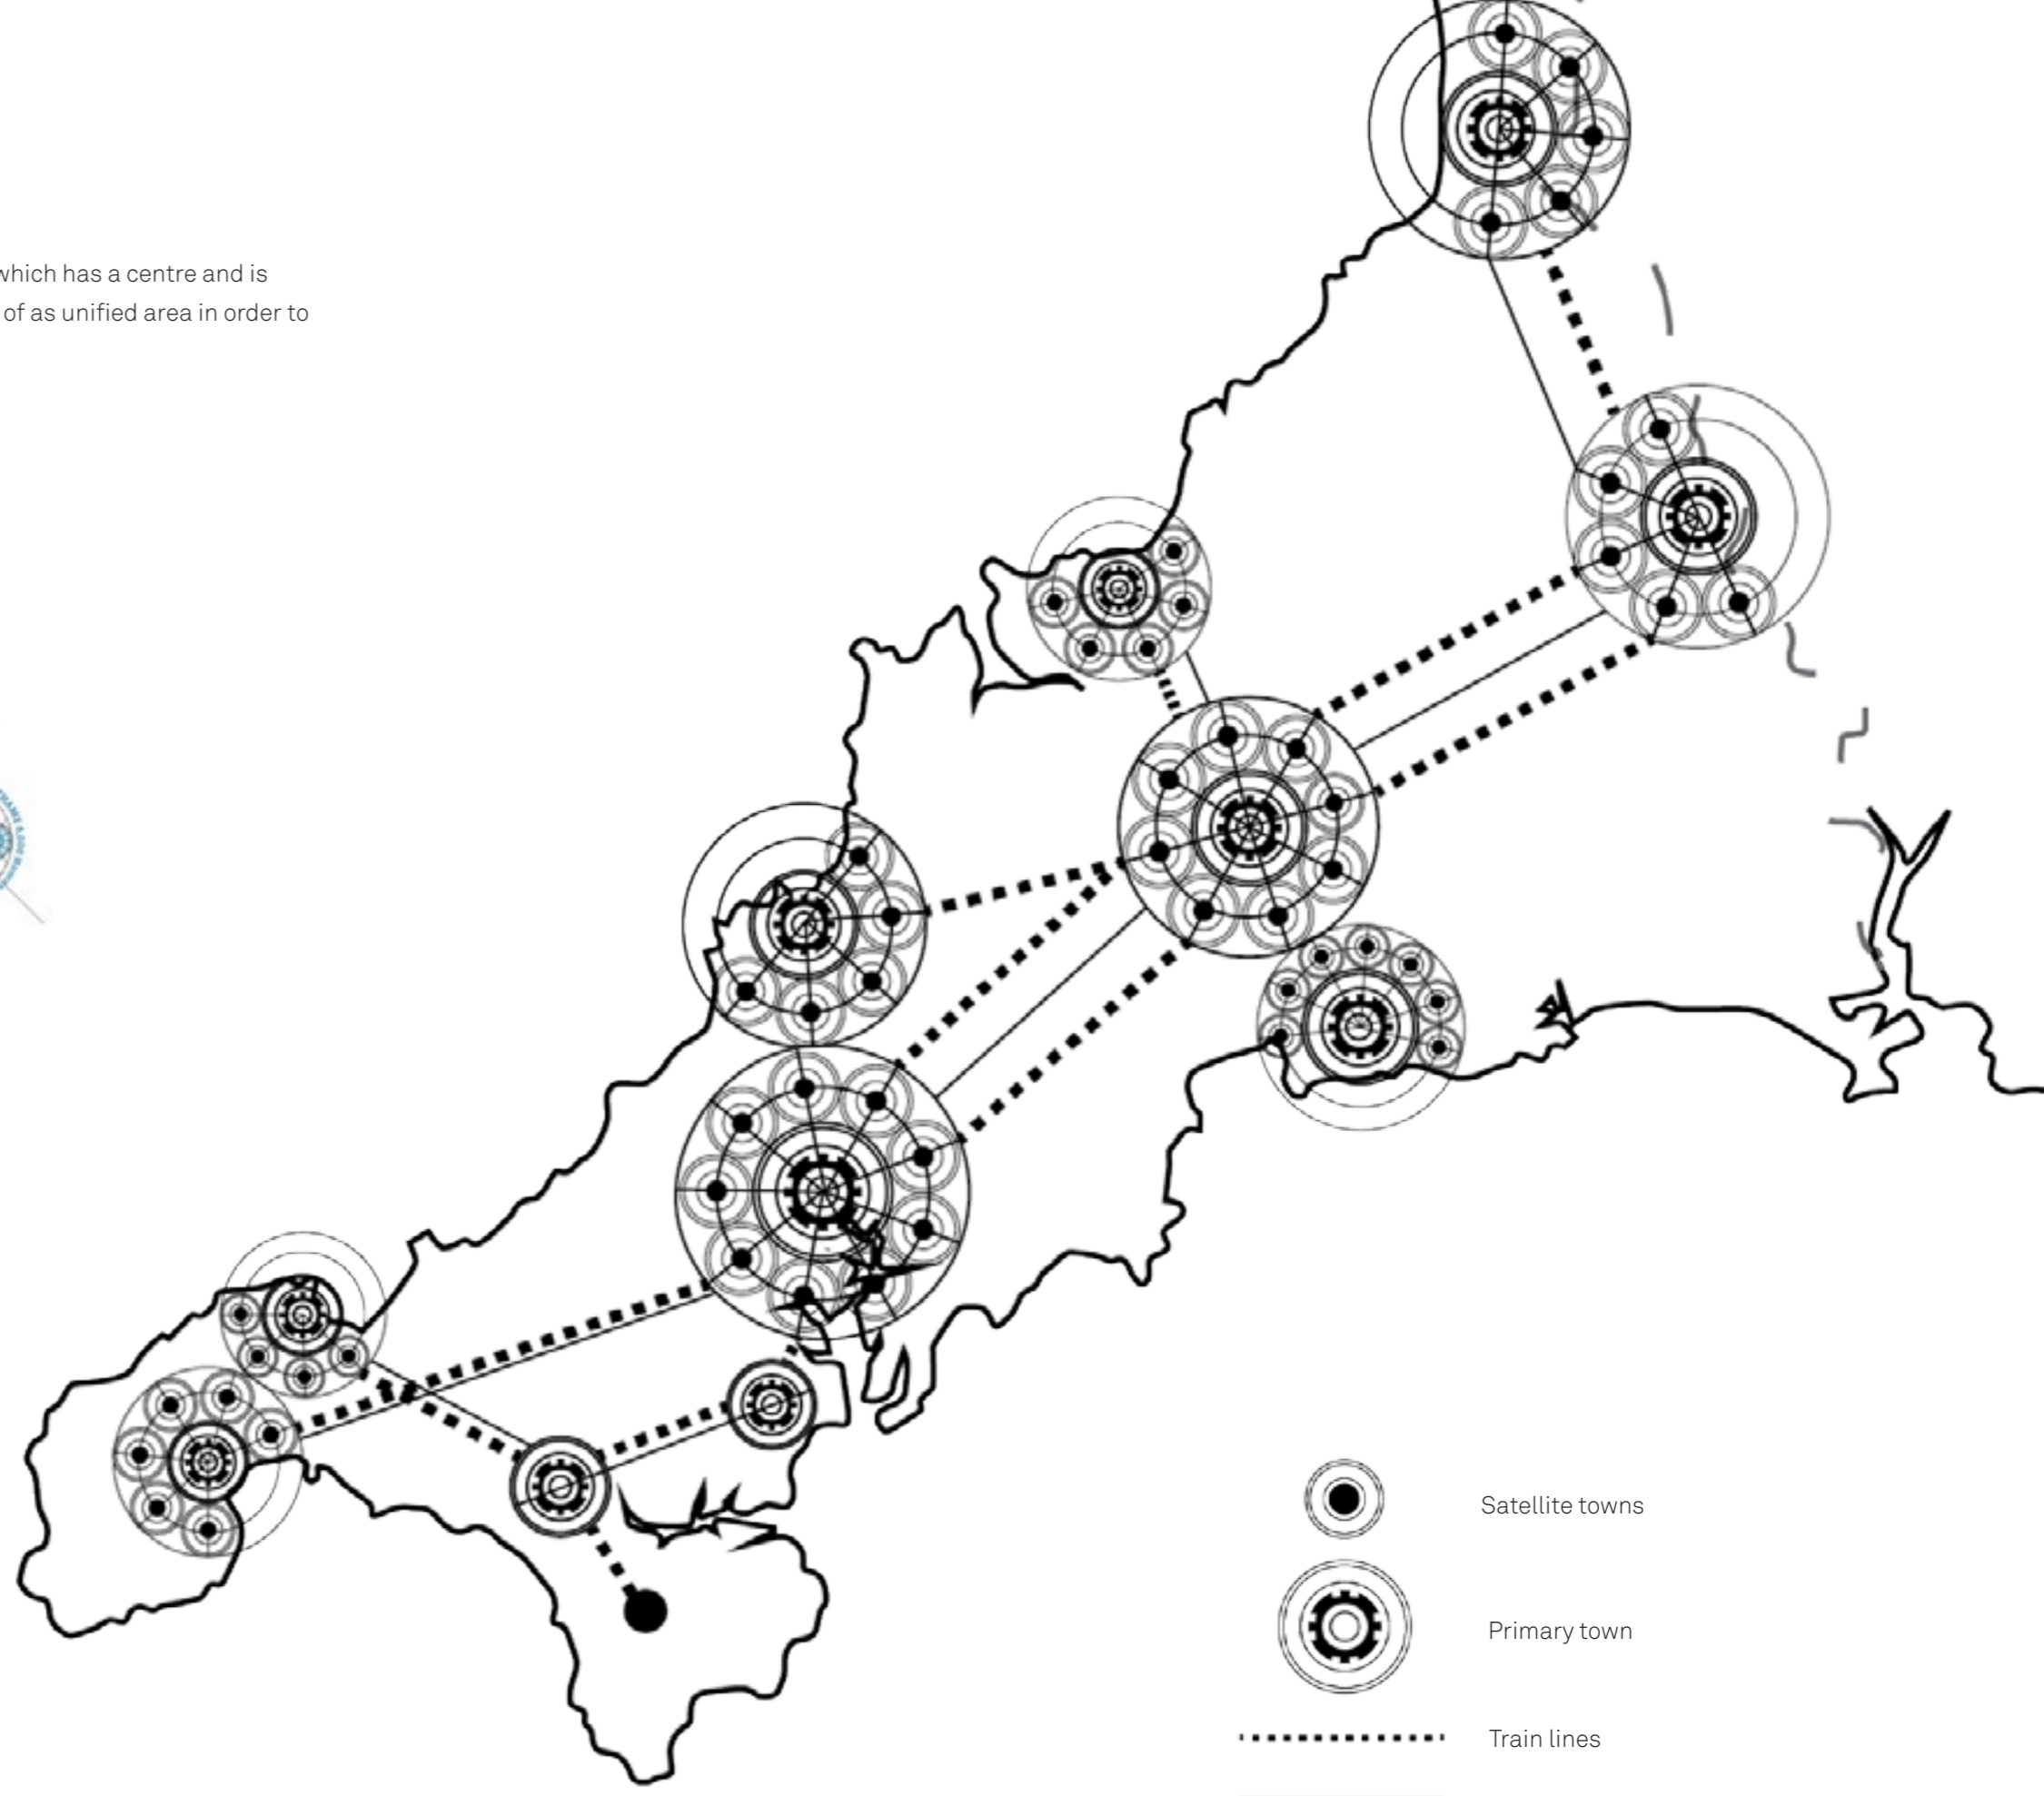 which has a centre and is
of as unified area in order to
Satellite towns
Primary town
Train lines